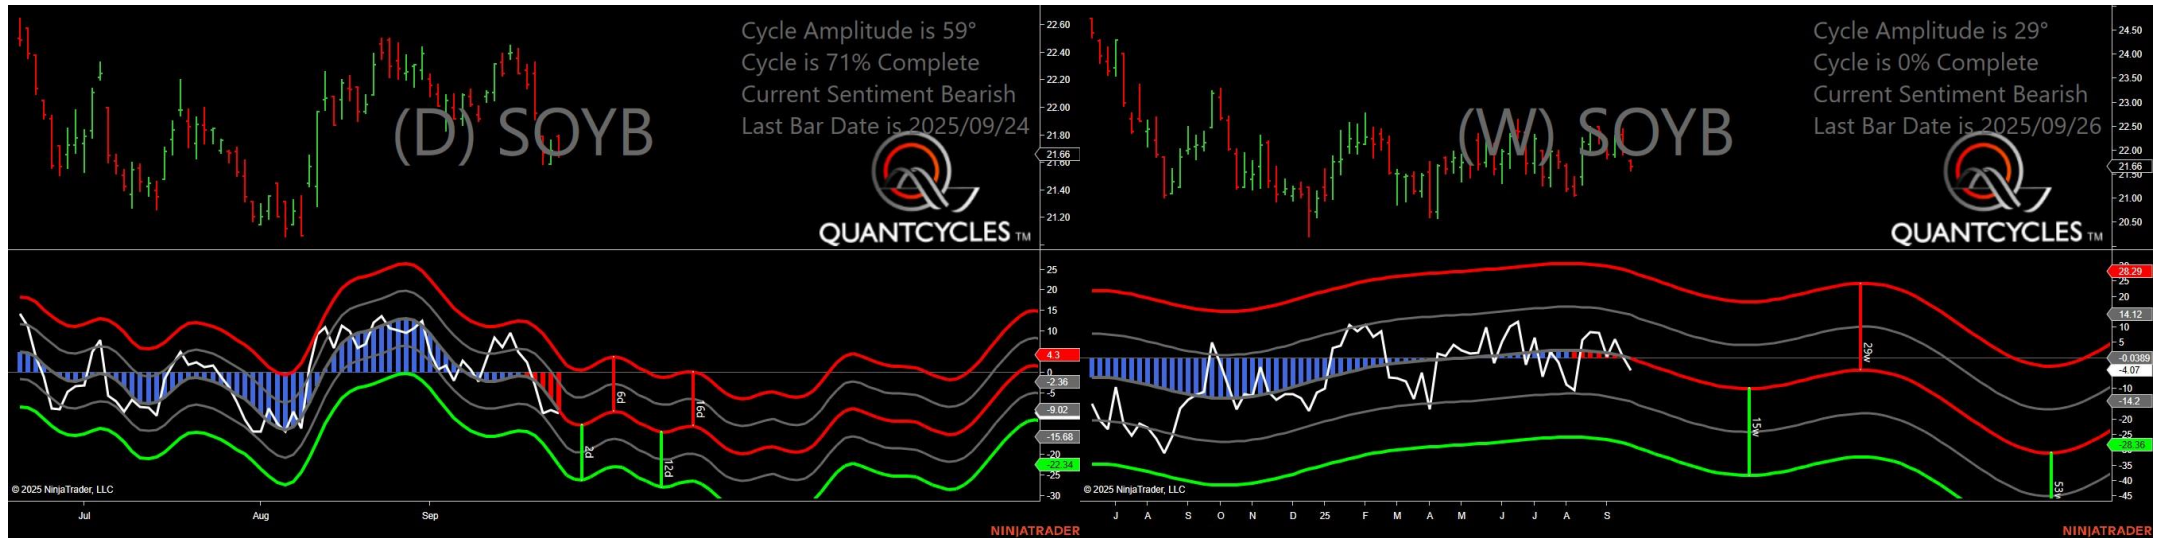 Cycle Amplitude is 59°
Cycle is 71% Complete
Current Sentiment Bearish
Last Bar Date is 2025/09/24
(D) SOYB
QUANTCYCLES TM
22.60
22.40
22.20
22.00
21.80
21.66
21.60
21.40
21.20
25
20
15
10
4.3
0
-2.36
-5
-9.02
-15.68
-20
-22.34
-25
-30
6d
16d
2d
12d
© 2025 NinjaTrader, LLC
Jul Aug Sep
NINJATRADER
Cycle Amplitude is 29°
Cycle is 0% Complete
Current Sentiment Bearish
Last Bar Date is 2025/09/26
(W) SOYB
QUANTCYCLES TM
24.50
24.00
23.50
23.00
22.50
22.00
21.66
21.50
21.00
20.50
28.29
25
20
14.12
10
5
-0.0389
-4.07
-10
-14.2
-20
-25
-28.36
-35
-40
-45
29w
15w
53w
© 2025 NinjaTrader, LLC
J A S O N D 25 F M A M J J A S
NINJATRADER